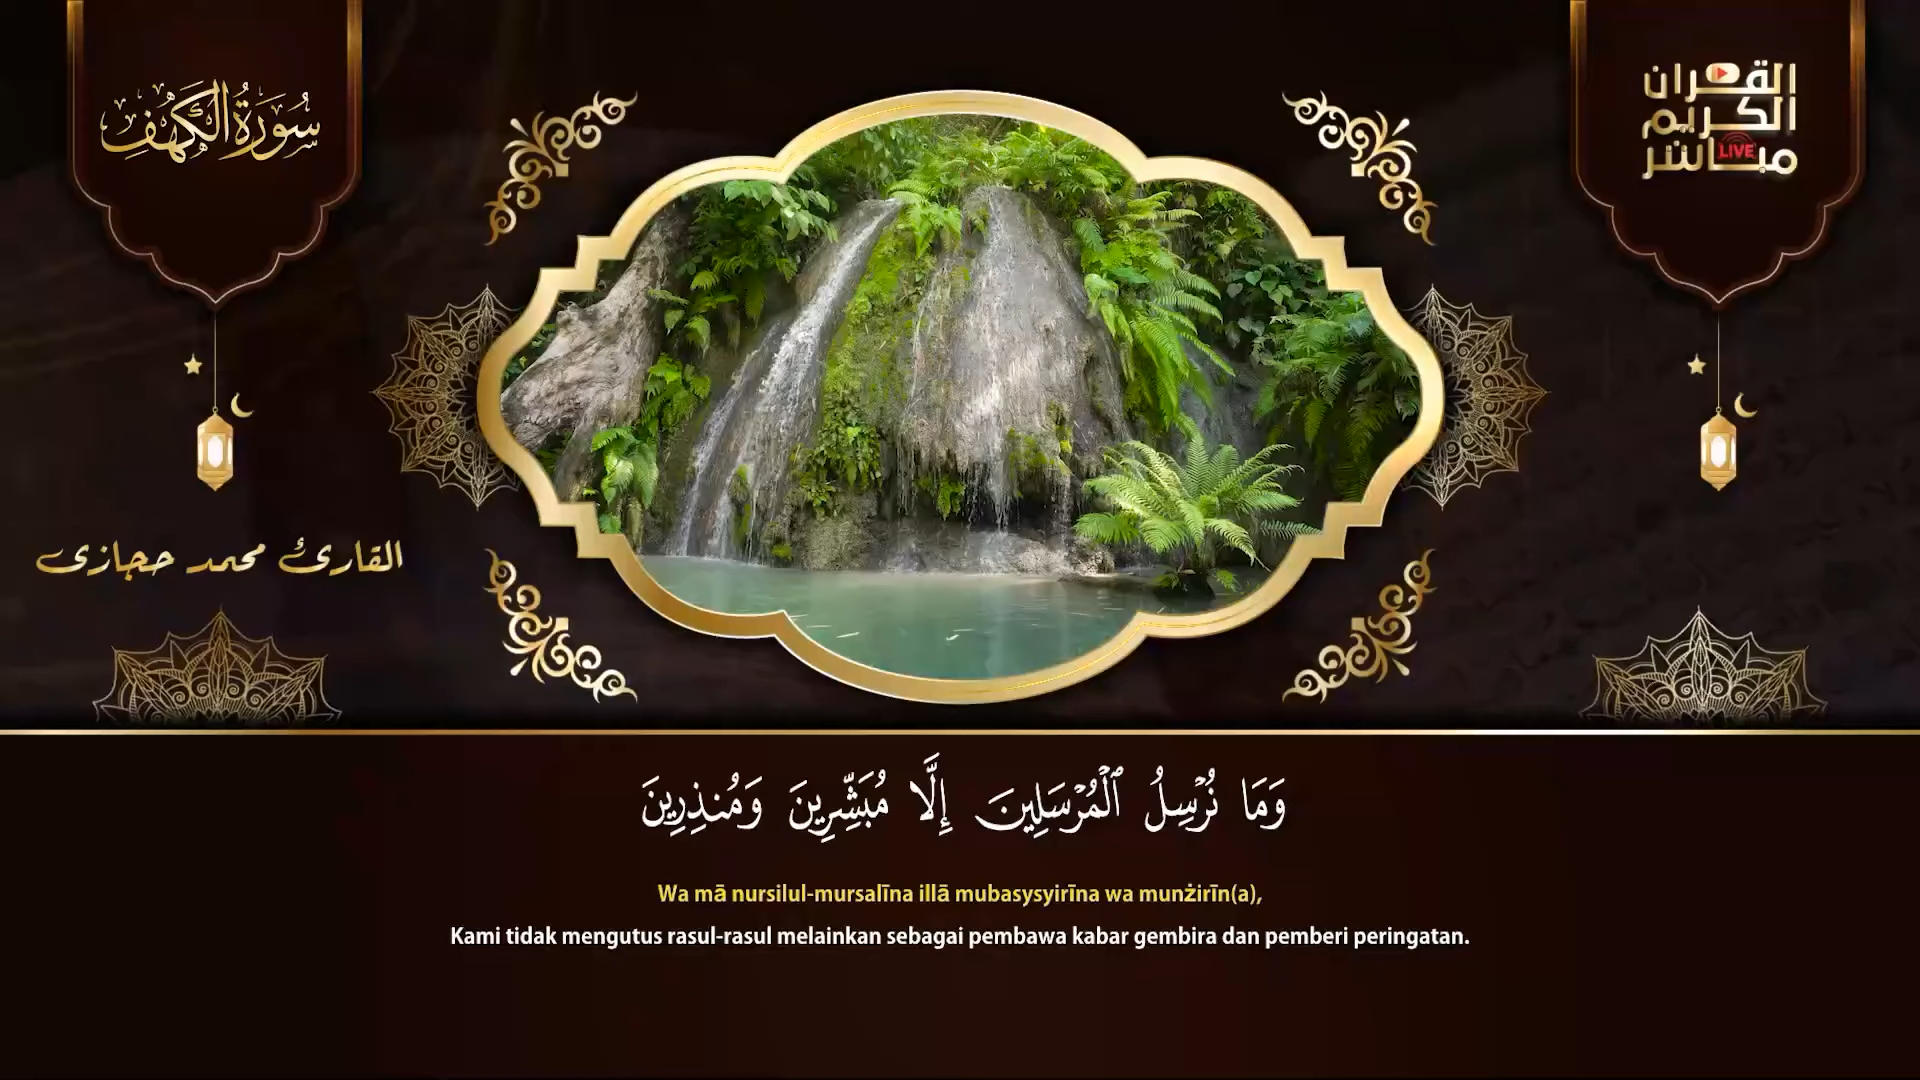 سُورَةُ الكَهْفِ
القرآن
الكريم
مباشر
LIVE
القارئ محمد حجازى
وَمَا نُرْسِلُ ٱلْمُرْسَلِينَ إِلَّا مُبَشِّرِينَ وَمُنذِرِينَ
Wa mā nursilul-mursalīna illā mubasysyirīna wa munżirīn(a),
Kami tidak mengutus rasul-rasul melainkan sebagai pembawa kabar gembira dan pemberi peringatan.